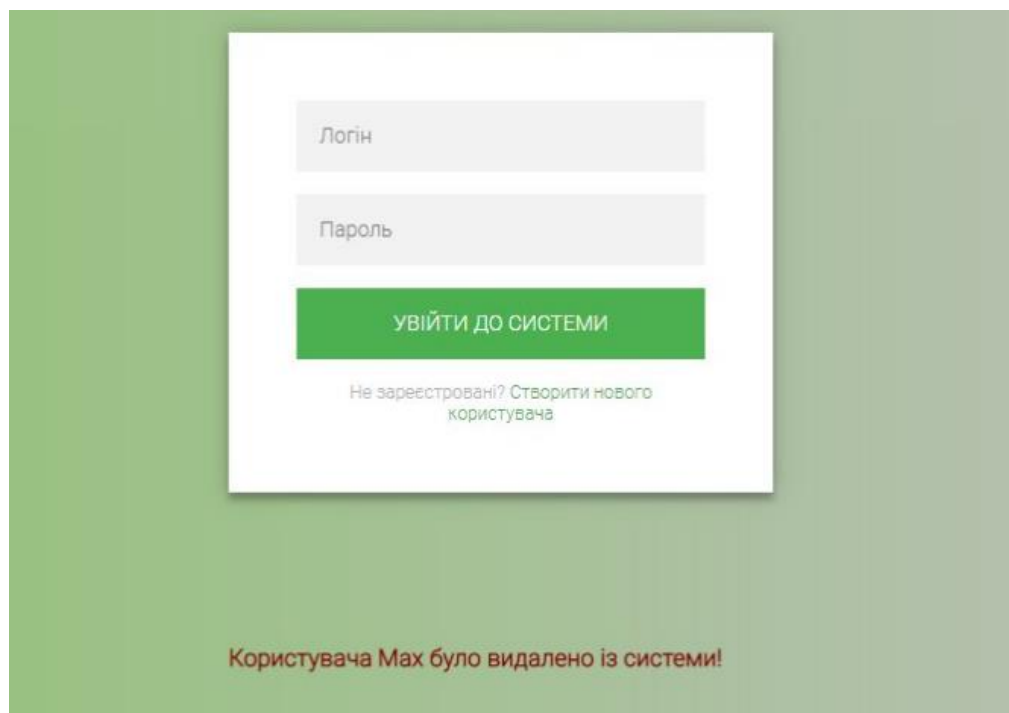 Логін
Пароль
УВІЙТИ ДО СИСТЕМИ
Не зареєстровані? Створити нового
користувача
Користувача Max було видалено із системи!